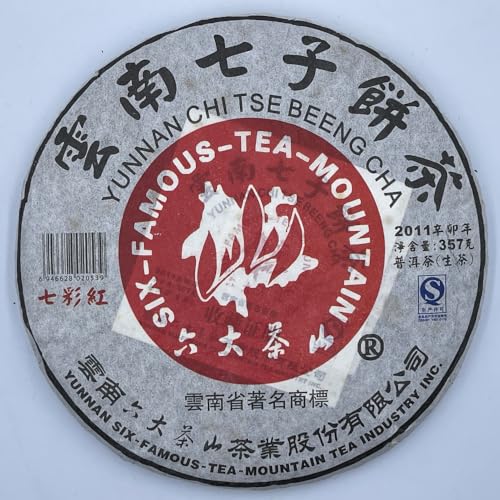 雲南七子餅茶
YUNNAN CHI TSE BEENG CHA
SIX-FAMOUS-TEA-MOUNTAIN
2011年卯年
淨含量:357克
普洱茶(生茶)
6 946628 020539
七彩紅
六大茶山
®
雲南省著名商標
雲南六大茶山茶業股份有限公司
YUNNAN SIX-FAMOUS-TEA-MOUNTAIN TEA INDUSTRY INC.